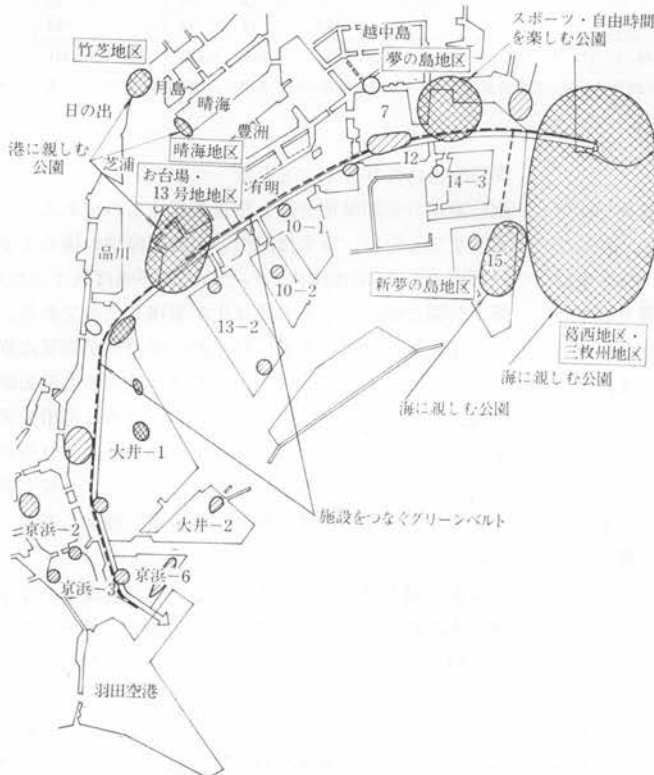 スポーツ・自由時間
を楽しむ公園
越中島
竹芝地区
夢の島地区
月島
晴海
日の出
7
豊洲
港に親しむ
公園
芝浦
晴海地区
12
お台場・
13号地地区
有明
14-3
10-1
品川
15
10-2
新夢の島地区
13-2
葛西地区・
三枚州地区
海に親しむ公園
海に親しむ公園
大井-1
大井-2
施設をつなぐグリーンベルト
京浜-2
京浜-3
京浜-6
羽田空港